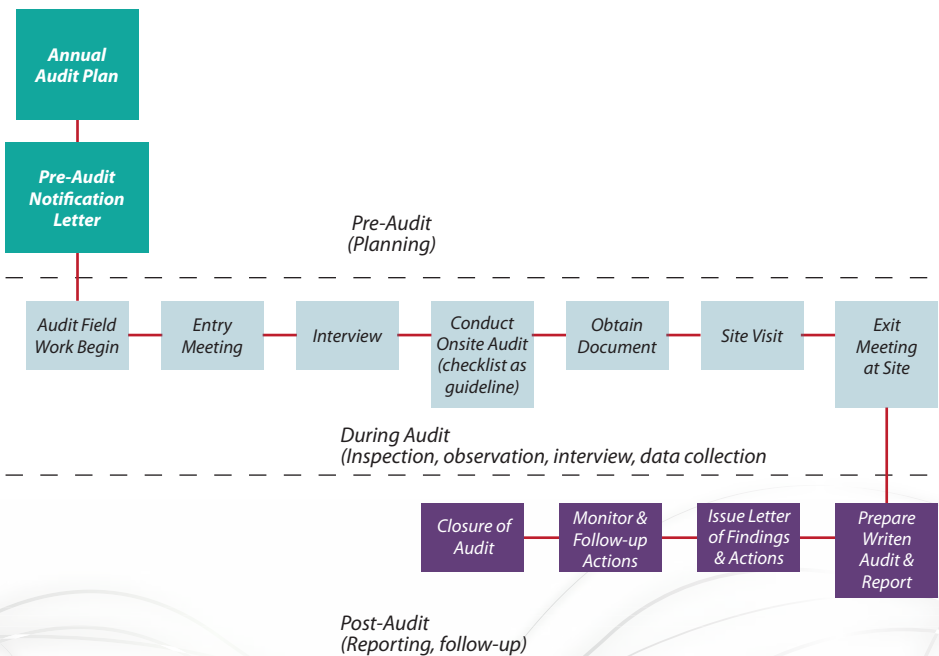 Annual
Audit Plan
Pre-Audit
Notification
Letter
Pre-Audit
(Planning)
Audit Field
Work Begin
Entry
Meeting
Interview
Conduct
Onsite Audit
(checklist as
guideline)
Obtain
Document
Site Visit
Exit
Meeting
at Site
During Audit
(Inspection, observation, interview, data collection
Closure of
Audit
Monitor &
Follow-up
Actions
Issue Letter
of Findings
& Actions
Prepare
Writen
Audit &
Report
Post-Audit
(Reporting, follow-up)